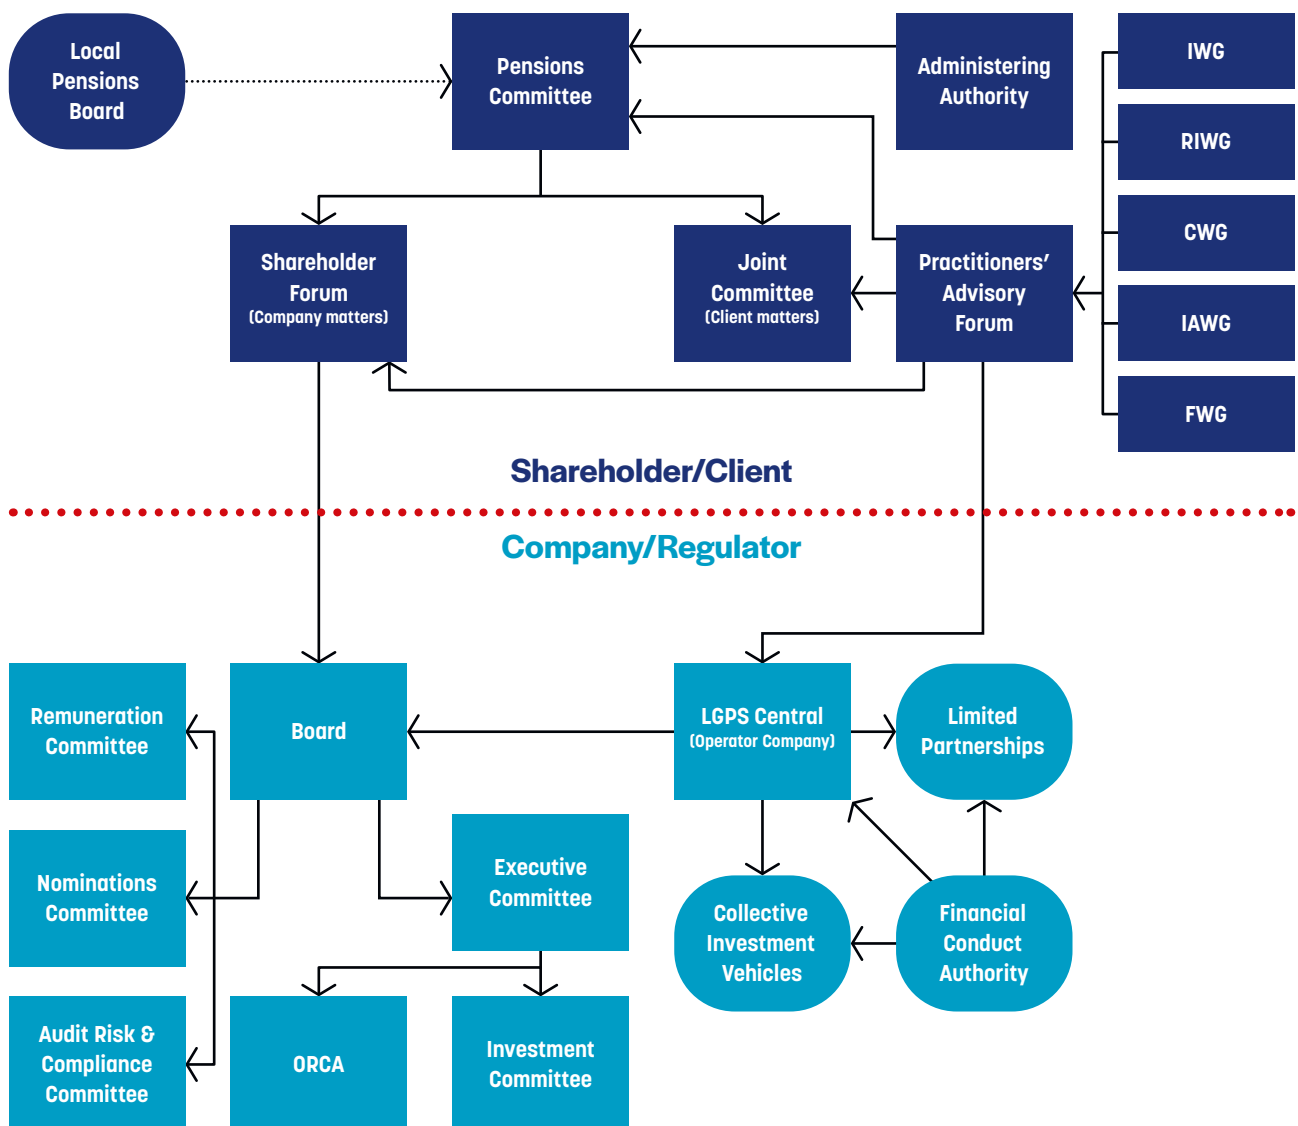 Local
Pensions
Board
Pensions
Committee
Administering
Authority
IWG
RIWG
CWG
IAWG
FWG
Shareholder
Forum
(Company matters)
Joint
Committee
(Client matters)
Practitioners’
Advisory
Forum
Shareholder/Client
Company/Regulator
Remuneration
Committee
Board
LGPS Central
(Operator Company)
Limited
Partnerships
Nominations
Committee
Executive
Committee
Collective
Investment
Vehicles
Financial
Conduct
Authority
Audit Risk &
Compliance
Committee
ORCA
Investment
Committee